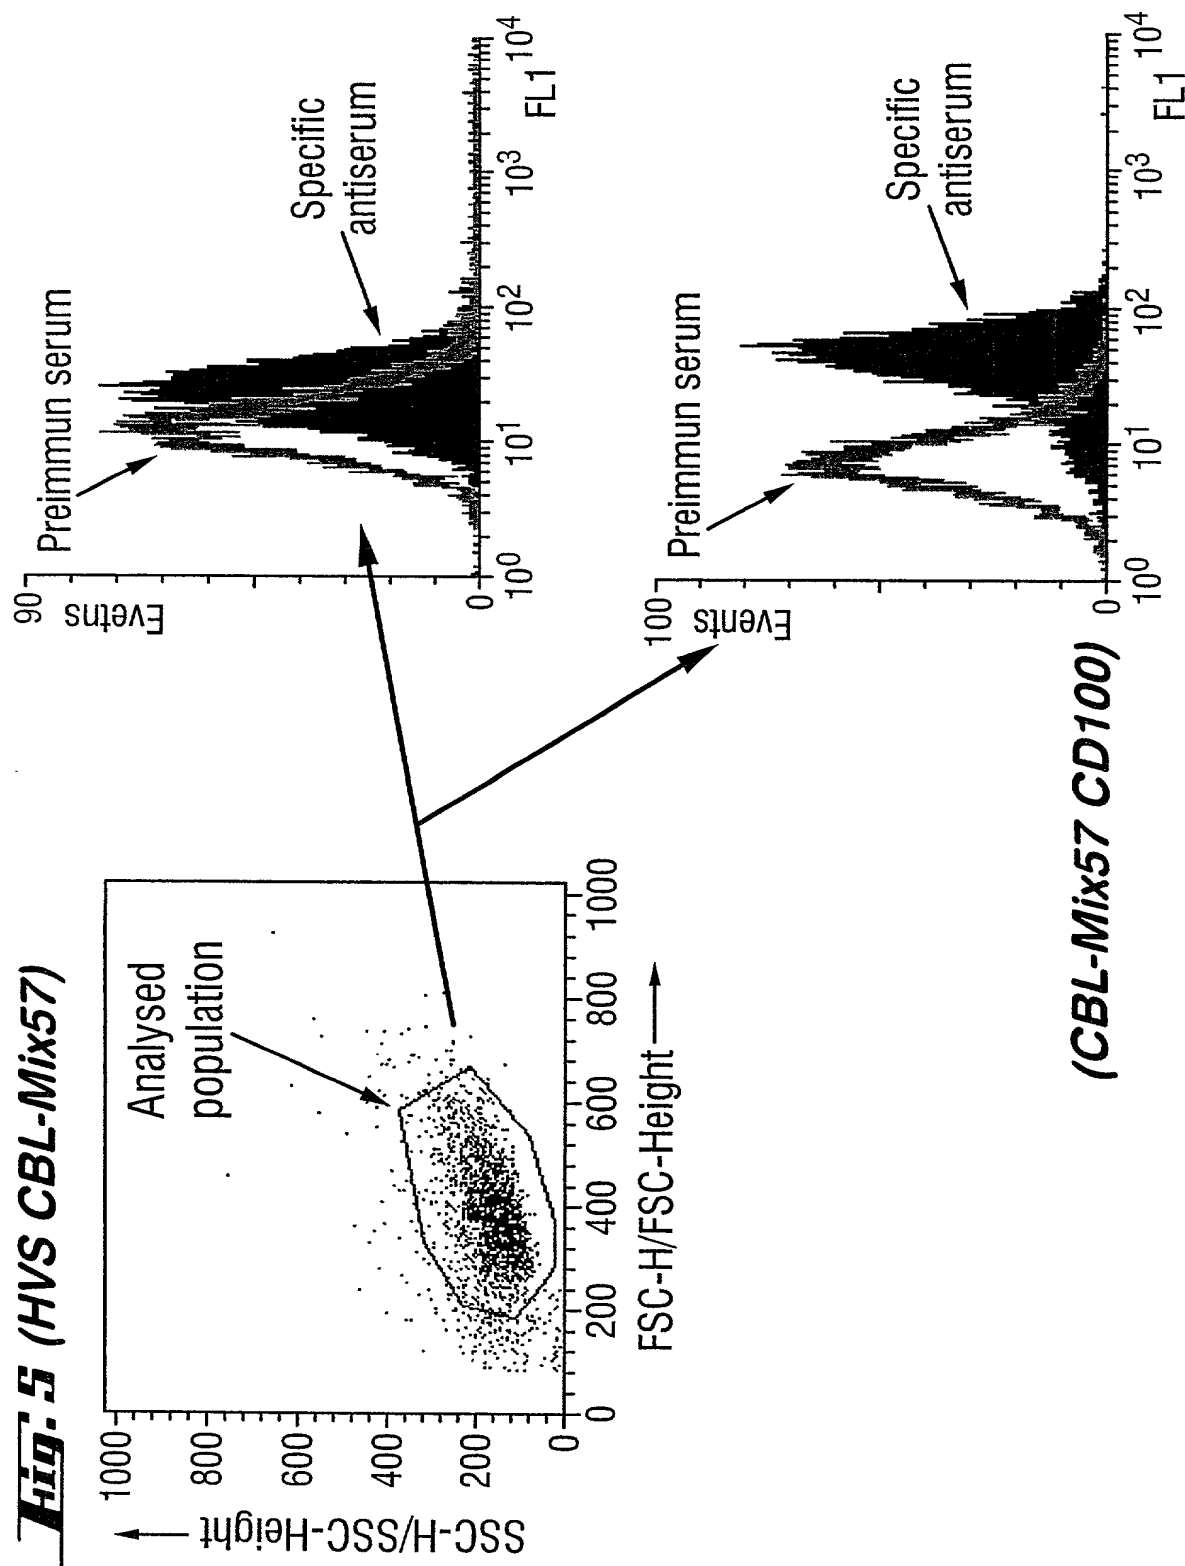 Fig. 5 (HVS CBL-Mix57)
SSC-H/SSC-Height
1000
800
600
400
200
0
Analysed
population
0 200 400 600 800 1000
FSC-H/FSC-Height
90
Evetns
0
Preimmun serum
Specific
antiserum
10^0 10^1 10^2 10^3 10^4
FL1
100
Events
0
Preimmun serum
Specific
antiserum
10^0 10^1 10^2 10^3 10^4
FL1
(CBL-Mix57 CD100)